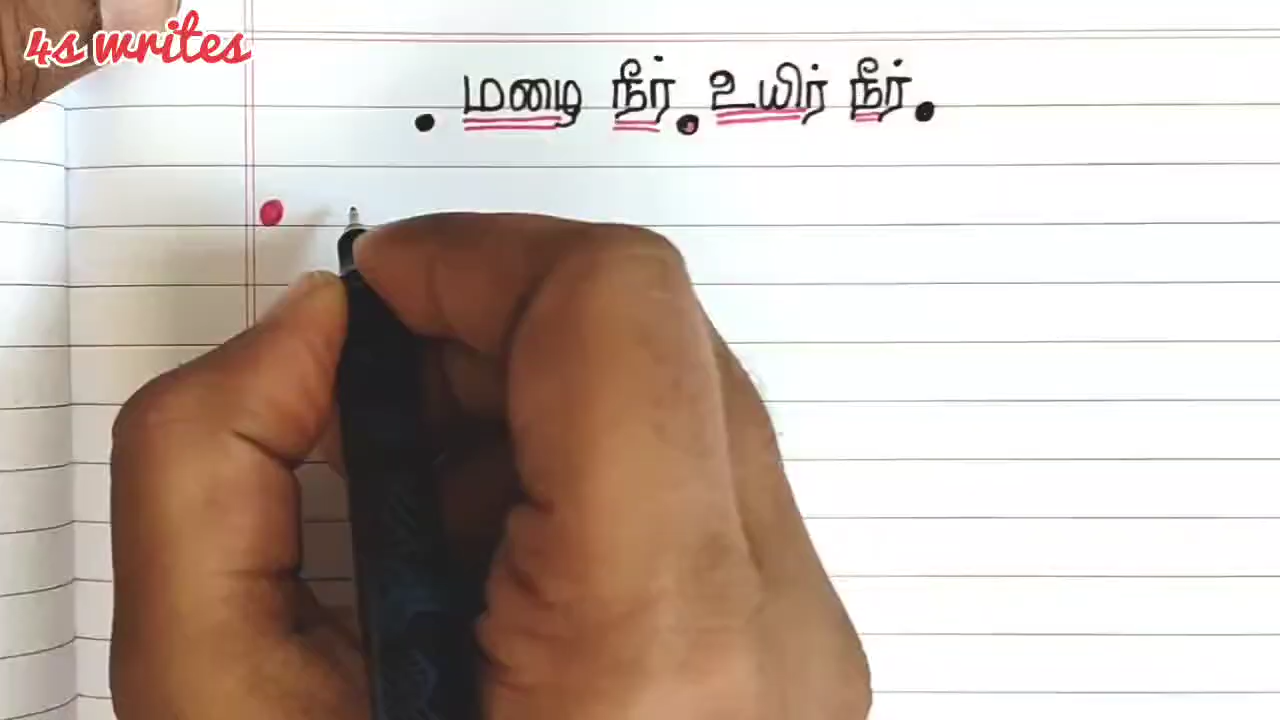 4s writes
. மழை நீர் . உயிர் நீர் .